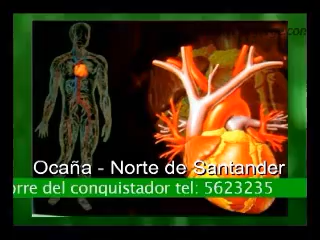 Ocaña - Norte de Santander
orre del conquistador tel: 5623235